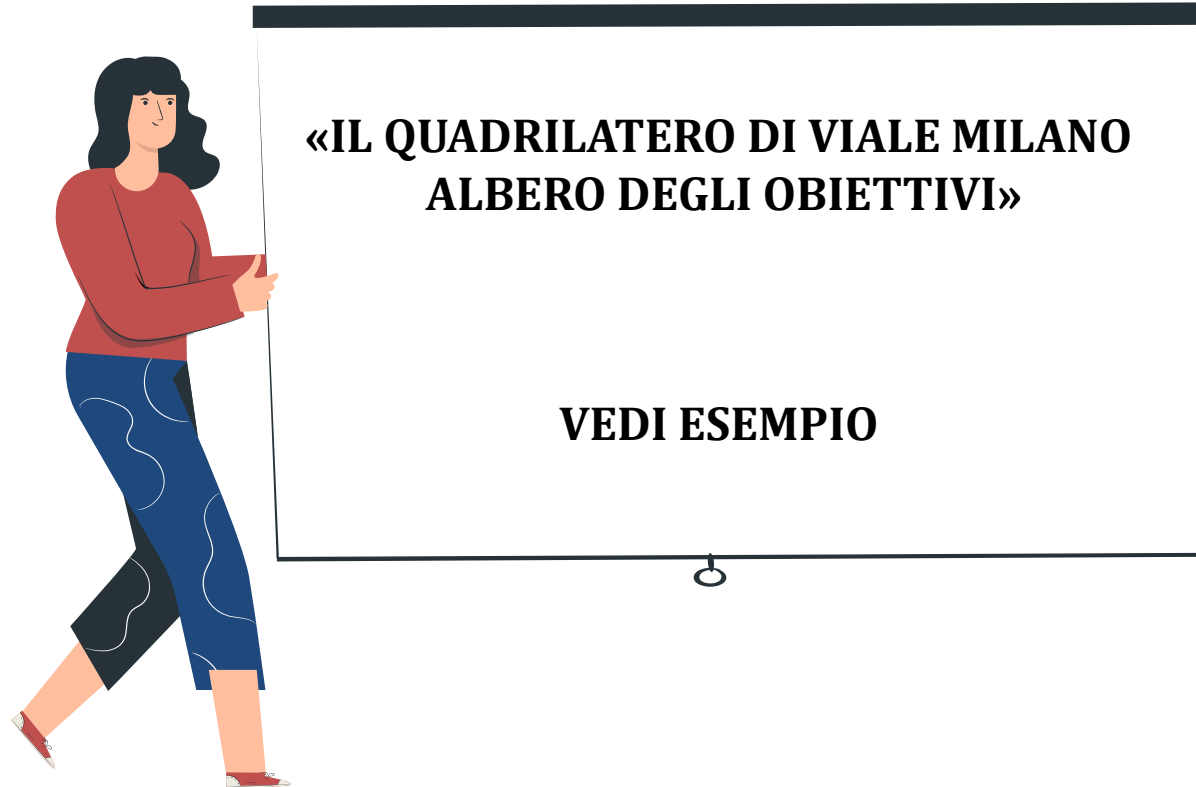 «IL QUADRILATERO DI VIALE MILANO
ALBERO DEGLI OBIETTIVI»
VEDI ESEMPIO